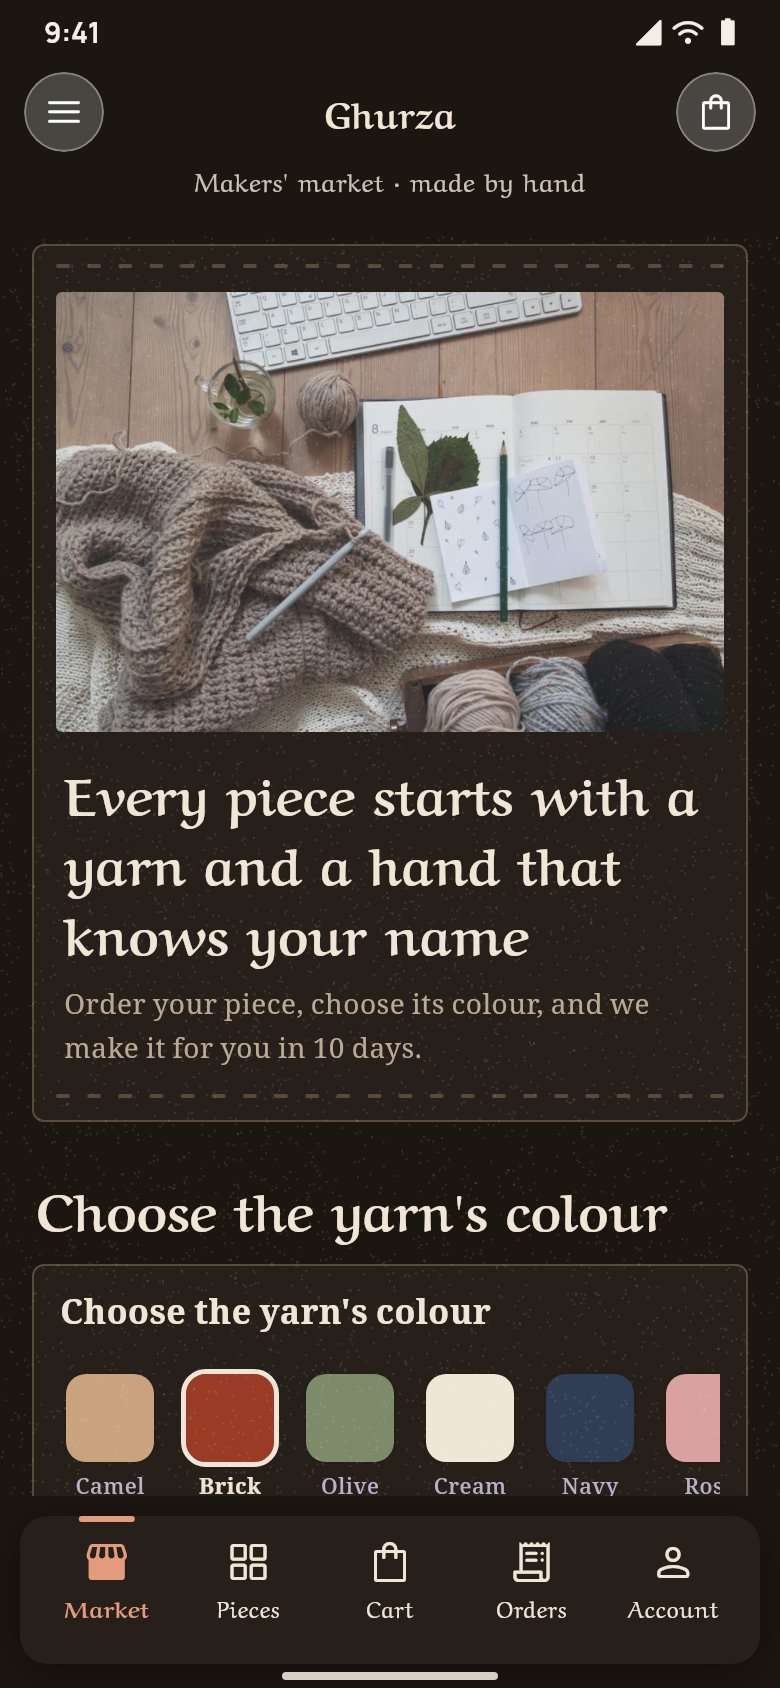 9:41
Ghurza
Makers' market · made by hand
8
Every piece starts with a
yarn and a hand that
knows your name
Order your piece, choose its colour, and we
make it for you in 10 days.
Choose the yarn's colour
Choose the yarn's colour
Camel Brick Olive Cream Navy Ros
Market Pieces Cart Orders Account